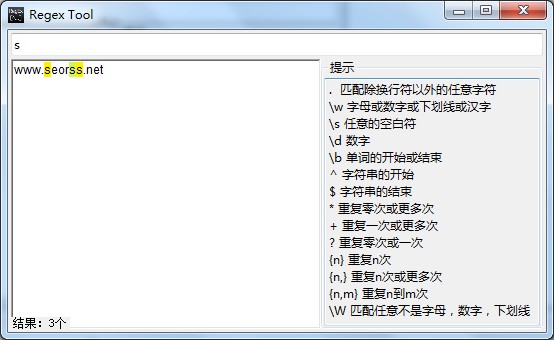 Regex Tool
s
www.seorss.net
结果：3个
提示
. 匹配除换行符以外的任意字符
\w 字母或数字或下划线或汉字
\s 任意的空白符
\d 数字
\b 单词的开始或结束
^ 字符串的开始
$ 字符串的结束
* 重复零次或更多次
+ 重复一次或更多次
? 重复零次或一次
{n} 重复n次
{n,} 重复n次或更多次
{n,m} 重复n到m次
\W 匹配任意不是字母，数字，下划线